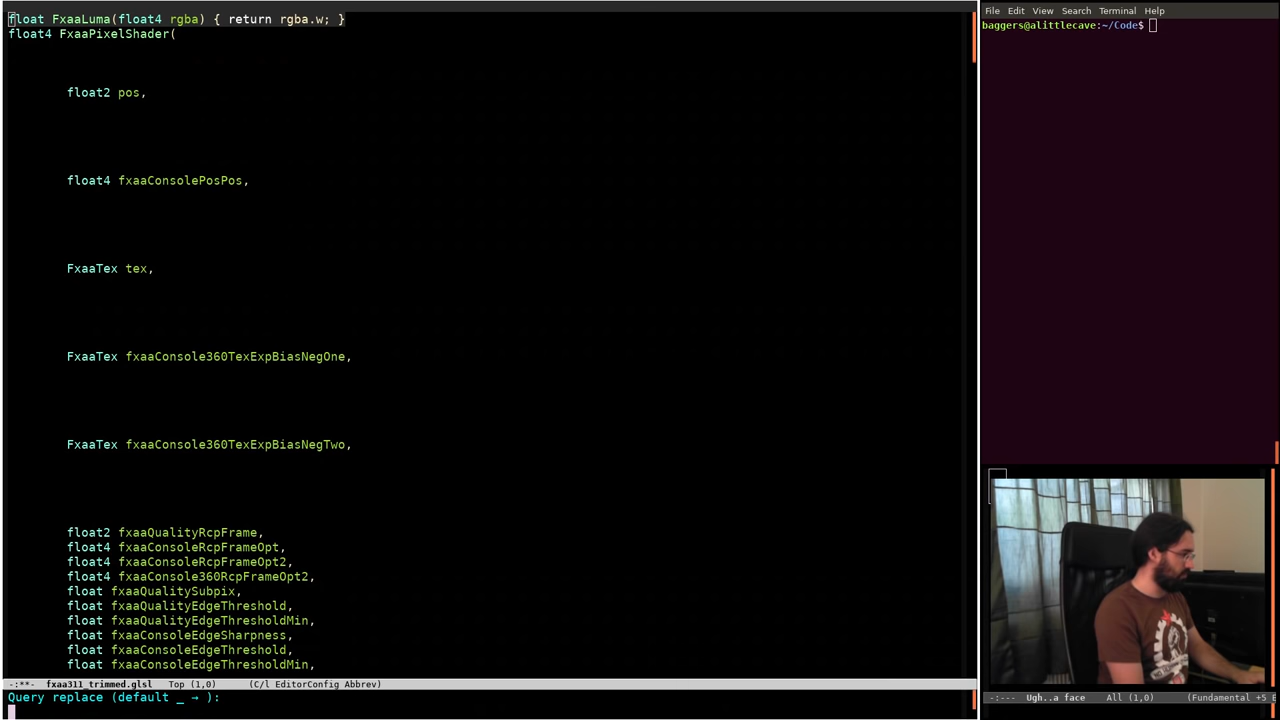 float FxaaLuma(float4 rgba) { return rgba.w; }
float4 FxaaPixelShader(
float2 pos,
float4 fxaaConsolePosPos,
FxaaTex tex,
FxaaTex fxaaConsole360TexExpBiasNegOne,
FxaaTex fxaaConsole360TexExpBiasNegTwo,
float2 fxaaQualityRcpFrame,
float4 fxaaConsoleRcpFrameOpt,
float4 fxaaConsoleRcpFrameOpt2,
float4 fxaaConsole360RcpFrameOpt2,
float fxaaQualitySubpix,
float fxaaQualityEdgeThreshold,
float fxaaQualityEdgeThresholdMin,
float fxaaConsoleEdgeSharpness,
float fxaaConsoleEdgeThreshold,
float fxaaConsoleEdgeThresholdMin,
-:**-  fxaa311_trimmed.glsl   Top (1,0)      (C/l EditorConfig Abbrev)
Query replace (default _ → ):
File Edit View Search Terminal Help
baggers@alittlecave:~/Code$
-:---  Ugh..a face    All (1,0)      (Fundamental +5 E